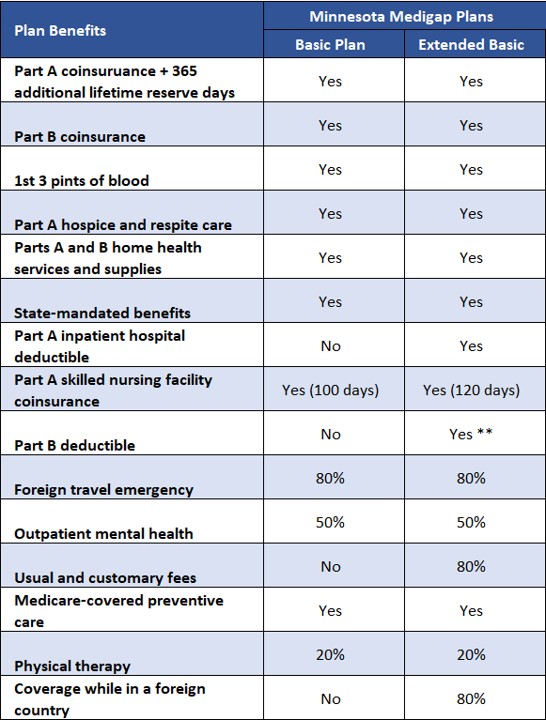 Plan Benefits
Minnesota Medigap Plans
Basic Plan
Extended Basic
Part A coinsuruance + 365
additional lifetime reserve days
Yes
Yes
Part B coinsurance
Yes
Yes
1st 3 pints of blood
Yes
Yes
Part A hospice and respite care
Yes
Yes
Parts A and B home health
services and supplies
Yes
Yes
State-mandated benefits
Yes
Yes
Part A inpatient hospital
deductible
No
Yes
Part A skilled nursing facility
coinsurance
Yes (100 days)
Yes (120 days)
Part B deductible
No
Yes **
Foreign travel emergency
80%
80%
Outpatient mental health
50%
50%
Usual and customary fees
No
80%
Medicare-covered preventive
care
Yes
Yes
Physical therapy
20%
20%
Coverage while in a foreign
country
No
80%